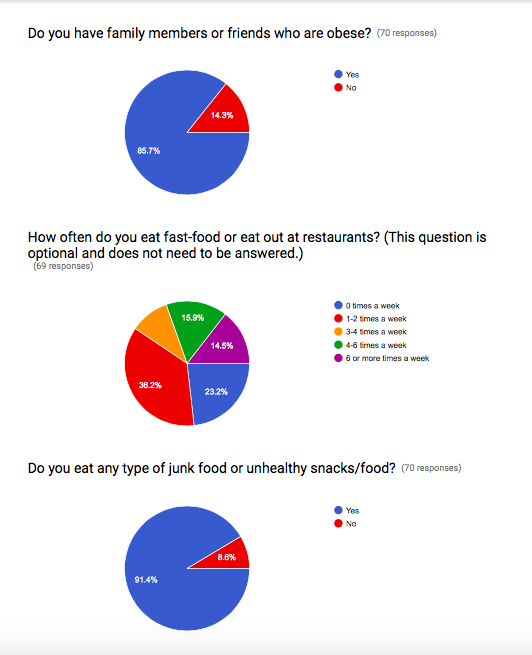 Do you have family members or friends who are obese? (70 responses)
Yes
No
14.3%
85.7%
How often do you eat fast-food or eat out at restaurants? (This question is
optional and does not need to be answered.)
(69 responses)
0 times a week
1-2 times a week
3-4 times a week
4-6 times a week
6 or more times a week
15.9%
14.5%
36.2%
23.2%
Do you eat any type of junk food or unhealthy snacks/food? (70 responses)
Yes
No
8.6%
91.4%